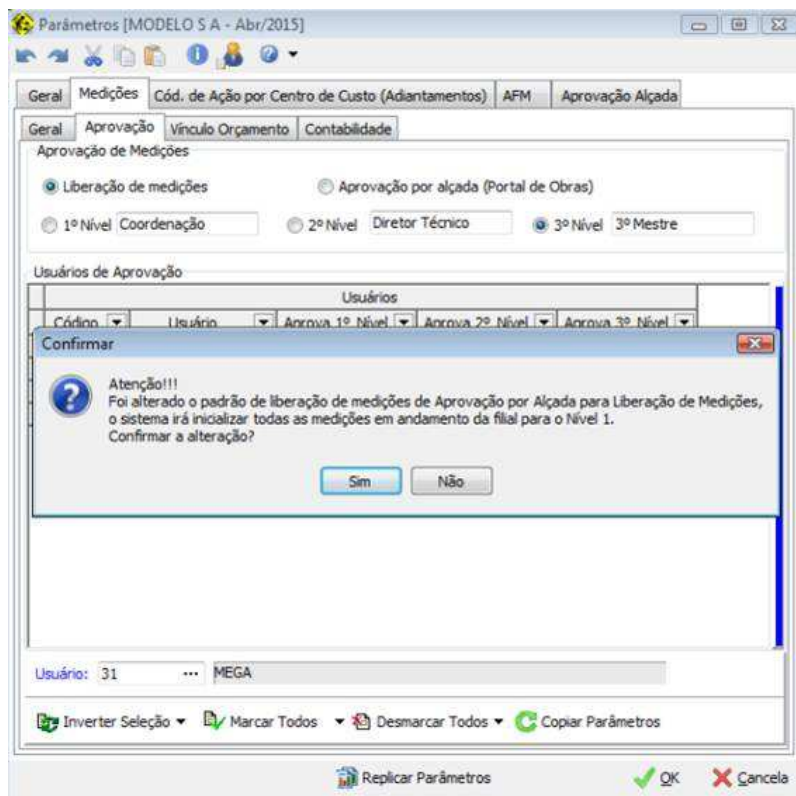 Parâmetros [MODELO S A - Abr/2015]
Geral Medições Cód. de Ação por Centro de Custo (Adiantamentos) AFM Aprovação Alçada
Geral Aprovação Vínculo Orçamento Contabilidade
Aprovação de Medições
Liberação de medições Aprovação por alçada (Portal de Obras)
1º Nível Coordenação 2º Nível Diretor Técnico 3º Nível 3º Mestre
Usuários de Aprovação
Usuários
Código Usuário Aprova 1º Nível Aprova 2º Nível Aprova 3º Nível
Confirmar
Atenção!!!
Foi alterado o padrão de liberação de medições de Aprovação por Alçada para Liberação de Medições,
o sistema irá inicializar todas as medições em andamento da filial para o Nível 1.
Confirmar a alteração?
Sim Não
Usuário: 31 ... MEGA
Inverter Seleção Marcar Todos Desmarcar Todos Copiar Parâmetros
Replicar Parâmetros OK Cancela